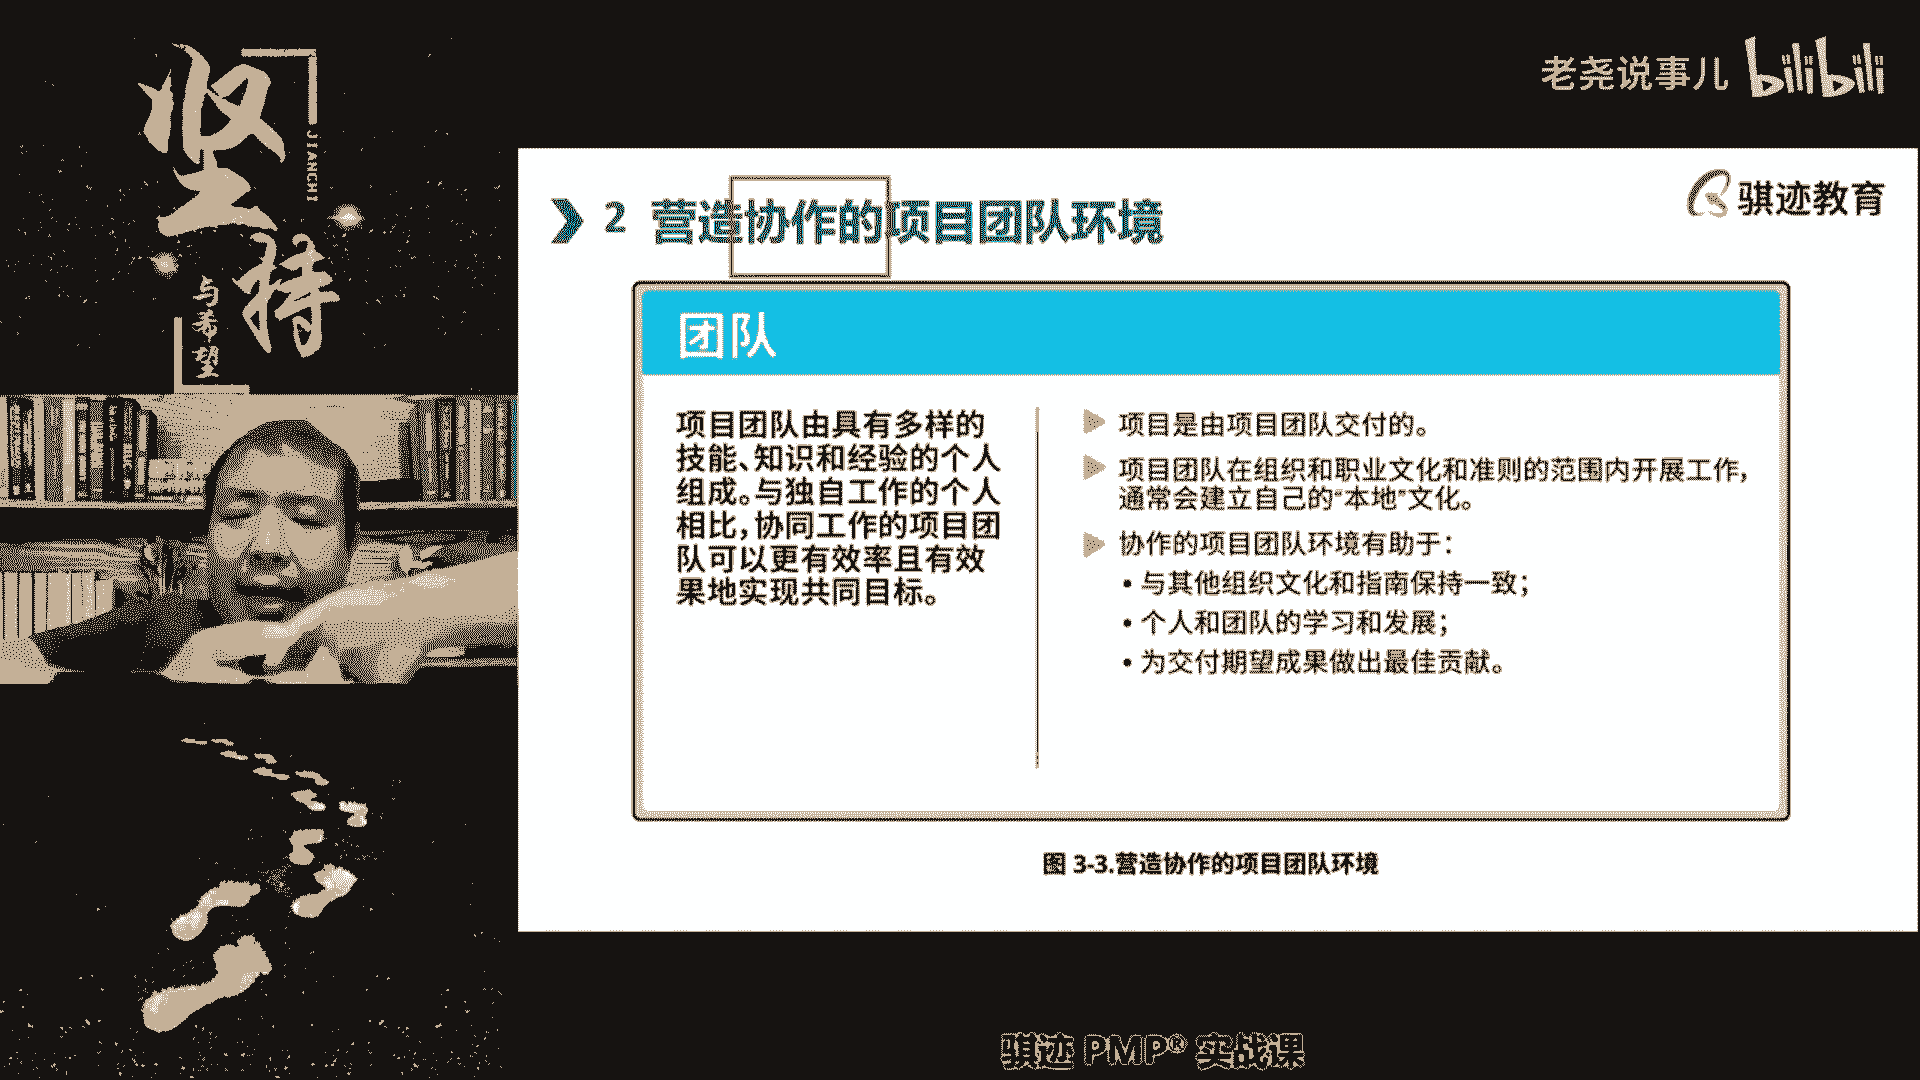 坚持
JIANCHI
与希望
老尧说事儿 bilibili
骐迹教育
2 营造协作的项目团队环境
团队
项目团队由具有多样的
技能、知识和经验的个人
组成。与独自工作的个人
相比，协同工作的项目团
队可以更有效率且有效
果地实现共同目标。
项目是由项目团队交付的。
项目团队在组织和职业文化和准则的范围内开展工作，
通常会建立自己的“本地”文化。
协作的项目团队环境有助于：
• 与其他组织文化和指南保持一致；
• 个人和团队的学习和发展；
• 为交付期望成果做出最佳贡献。
图 3-3.营造协作的项目团队环境
骐迹 PMP® 实战课